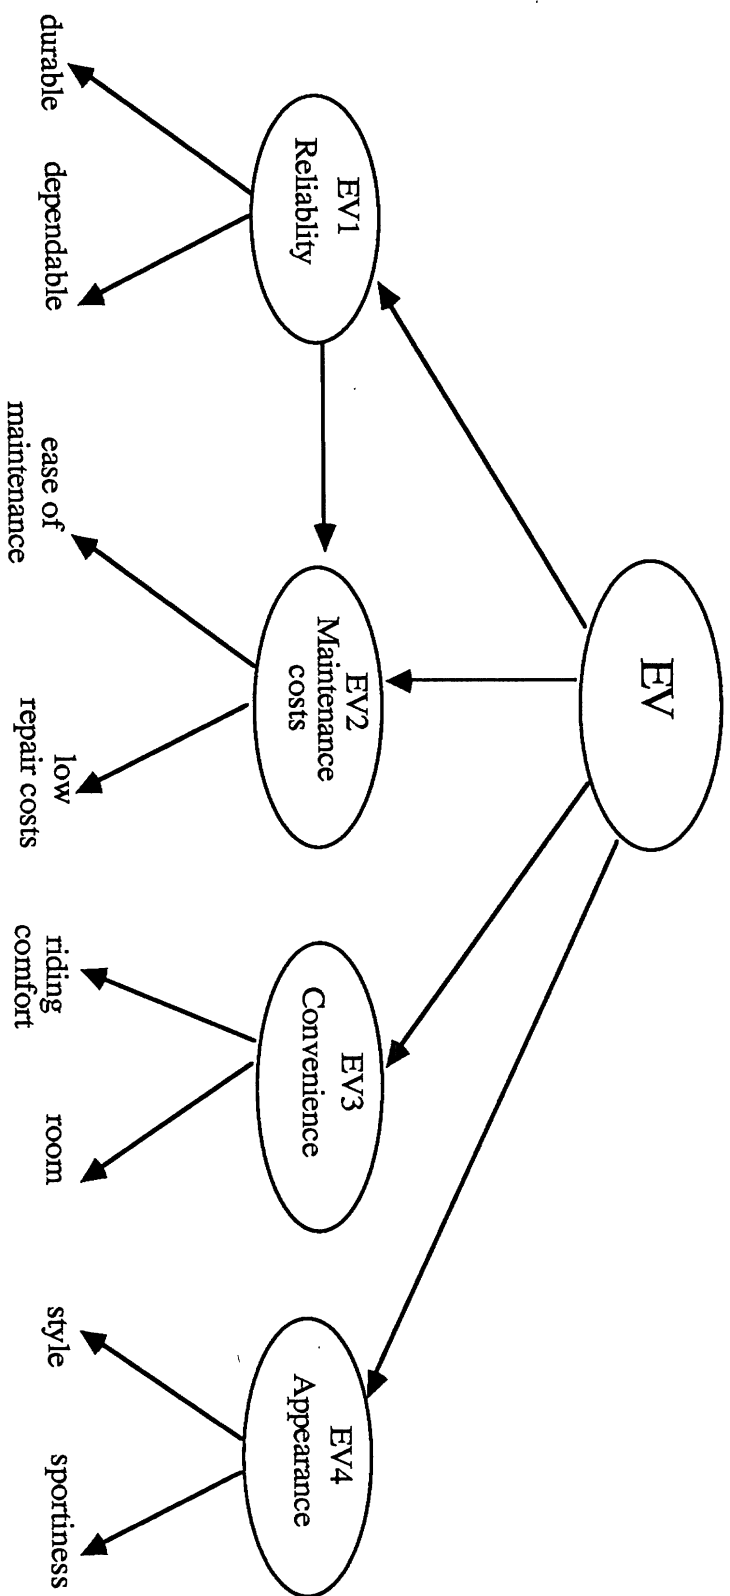 EV
EV1
Reliablity
EV2
Maintenance
costs
EV3
Convenience
EV4
Appearance
durable
dependable
ease of
maintenance
low
repair costs
riding
comfort
room
style
sportiness